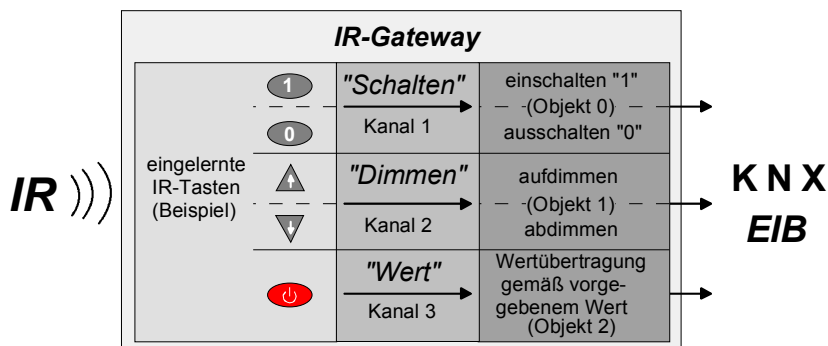 IR-Gateway
IR
eingelernte
IR-Tasten
(Beispiel)
1
0
"Schalten"
Kanal 1
einschalten "1"
(Objekt 0)
ausschalten "0"
"Dimmen"
Kanal 2
aufdimmen
(Objekt 1)
abdimmen
"Wert"
Kanal 3
Wertübertragung
gemäß vorge-
gebenem Wert
(Objekt 2)
KNX
EIB